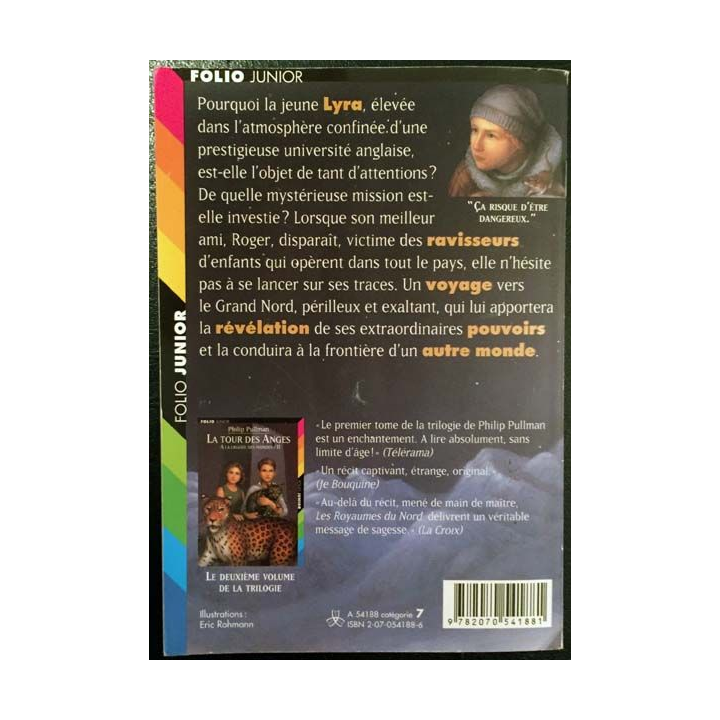 FOLIO JUNIOR
Pourquoi la jeune Lyra, élevée
dans l'atmosphère confinée d'une
prestigieuse université anglaise,
est-elle l'objet de tant d'attentions ?
De quelle mystérieuse mission est-
elle investie ? Lorsque son meilleur
ami, Roger, disparaît, victime des ravisseurs
d'enfants qui opèrent dans tout le pays, elle n'hésite
pas à se lancer sur ses traces. Un voyage vers
le Grand Nord, périlleux et exaltant, qui lui apportera
la révélation de ses extraordinaires pouvoirs
et la conduira à la frontière d'un autre monde.
"ÇA RISQUE D'ÊTRE
DANGEREUX."
FOLIO JUNIOR
FOLIO JUNIOR
Philip Pullman
LA TOUR DES ANGES
À LA CROISÉE DES MONDES / II
LE DEUXIÈME VOLUME
DE LA TRILOGIE
« Le premier tome de la trilogie de Philip Pullman
est un enchantement. A lire absolument, sans
limite d'âge ! » (Télérama)
« Un récit captivant, étrange, original. »
(Je Bouquine)
« Au-delà du récit, mené de main de maître,
Les Royaumes du Nord délivrent un véritable
message de sagesse. » (La Croix)
Illustrations :
Eric Rohmann
A 54188 catégorie 7
ISBN 2-07-054188-6
9 782070 541881